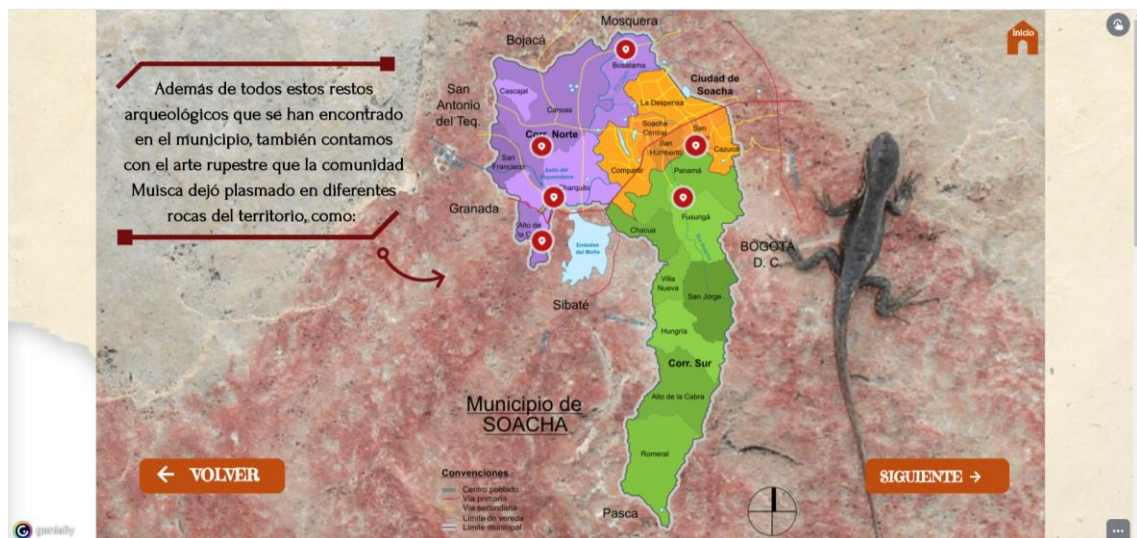 Mosquera
Inicio
Bojacá
Bosatama
Además de todos estos restos
arqueológicos que se han encontrado
en el municipio, también contamos
con el arte rupestre que la comunidad
Muisca dejó plasmado en diferentes
rocas del territorio, como:
San
Antonio
del Teq.
Cascajal
Canoas
Ciudad de
Soacha
La Despensa
Corr. Norte
Soacha
Central
San
Humberto
San
Cazucá
San
Francisco
Salto del
Tequendama
Charquito
Compartir
Panamá
Granada
Alto de
la C
Chacua
Fusungá
Embalse
del Muña
BOGOTÁ
D. C.
Sibaté
Villa
Nueva
San Jorge
Hungría
Corr. Sur
Alto de la Cabra
Municipio de
SOACHA
Romeral
← VOLVER
SIGUIENTE →
Convenciones
Centro poblado
Vía primaria
Vía secundaria
Límite de vereda
Límite municipal
Pasca
genially